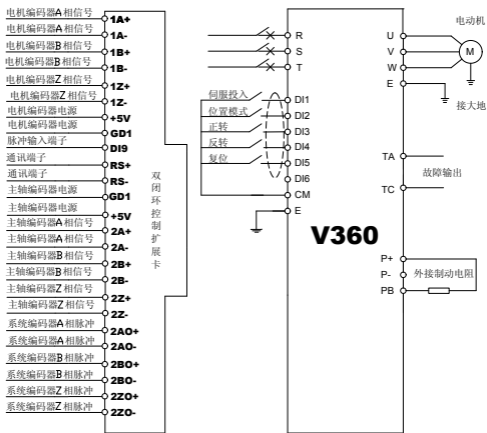 电机编码器A相信号 1A+
电机编码器A相信号 1A-
电机编码器B相信号 1B+
电机编码器B相信号 1B-
电机编码器Z相信号 1Z+
电机编码器Z相信号 1Z-
电机编码器电源 +5V
电机编码器电源 GD1
脉冲输入端子 DI9
通讯端子 RS+
通讯端子 RS-
主轴编码器电源 GD1
主轴编码器电源 +5V
主轴编码器A相信号 2A+
主轴编码器A相信号 2A-
主轴编码器B相信号 2B+
主轴编码器B相信号 2B-
主轴编码器Z相信号 2Z+
主轴编码器Z相信号 2Z-
系统编码器A相脉冲 2AO+
系统编码器A相脉冲 2AO-
系统编码器B相脉冲 2BO+
系统编码器B相脉冲 2BO-
系统编码器Z相脉冲 2ZO+
系统编码器Z相脉冲 2ZO-
双闭环控制扩展卡
R
S
T
伺服投入 DI1
位置模式 DI2
正转 DI3
反转 DI4
复位 DI5
DI6
CM
E
V360
U
V
W
E
电动机
M
接大地
TA
故障输出
TC
P+
P-
外接制动电阻
PB